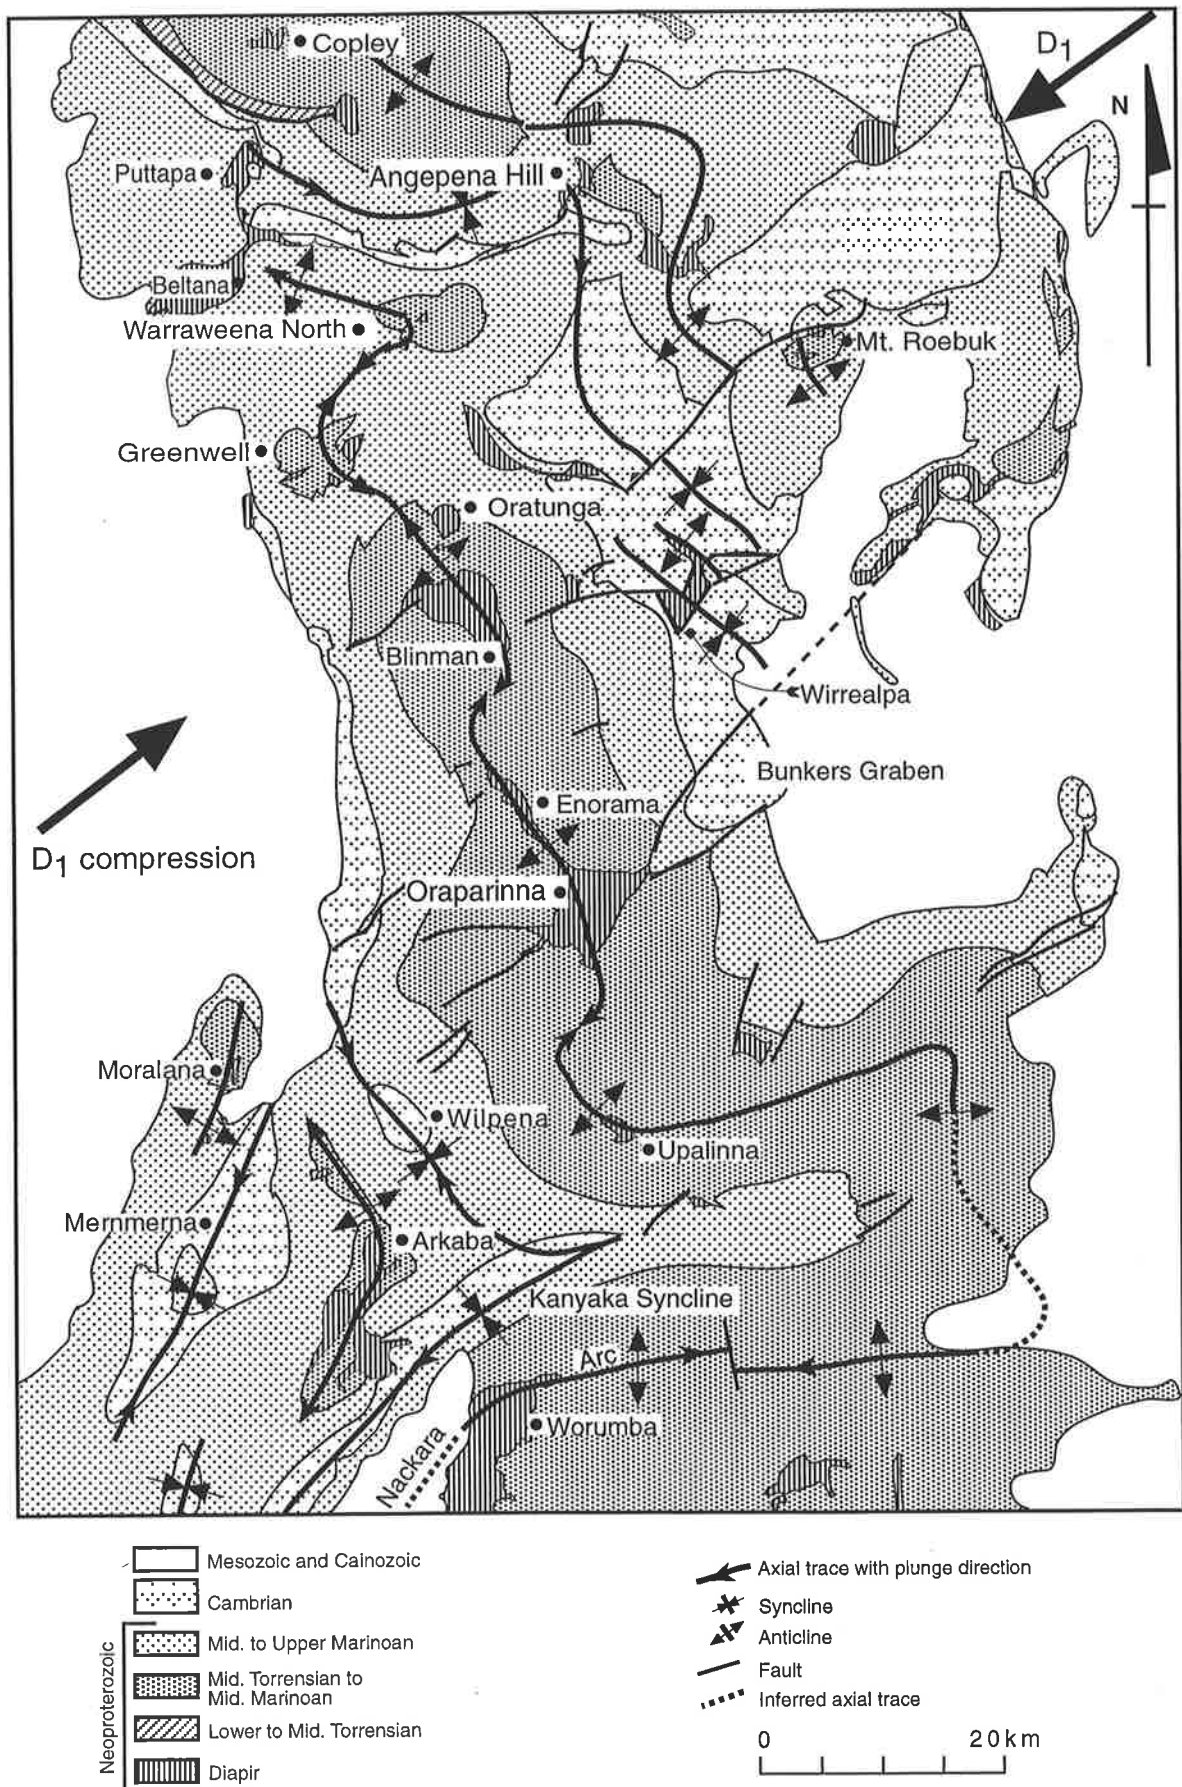 Copley
D1
N
Puttapa
Angepena Hill
Beltana
Warraweena North
Mt. Roebuk
Greenwell
Oratunga
Blinman
Wirrealpa
Bunkers Graben
Enorama
D1 compression
Oraparinna
Moralana
Wilpena
Upalinna
Mernmerna
Arkaba
Kanyaka Syncline
Arc
Worumba
Nackara
Mesozoic and Cainozoic
Cambrian
Neoproterozoic
Mid. to Upper Marinoan
Mid. Torrensian to
Mid. Marinoan
Lower to Mid. Torrensian
Diapir
Axial trace with plunge direction
Syncline
Anticline
Fault
Inferred axial trace
0 20km